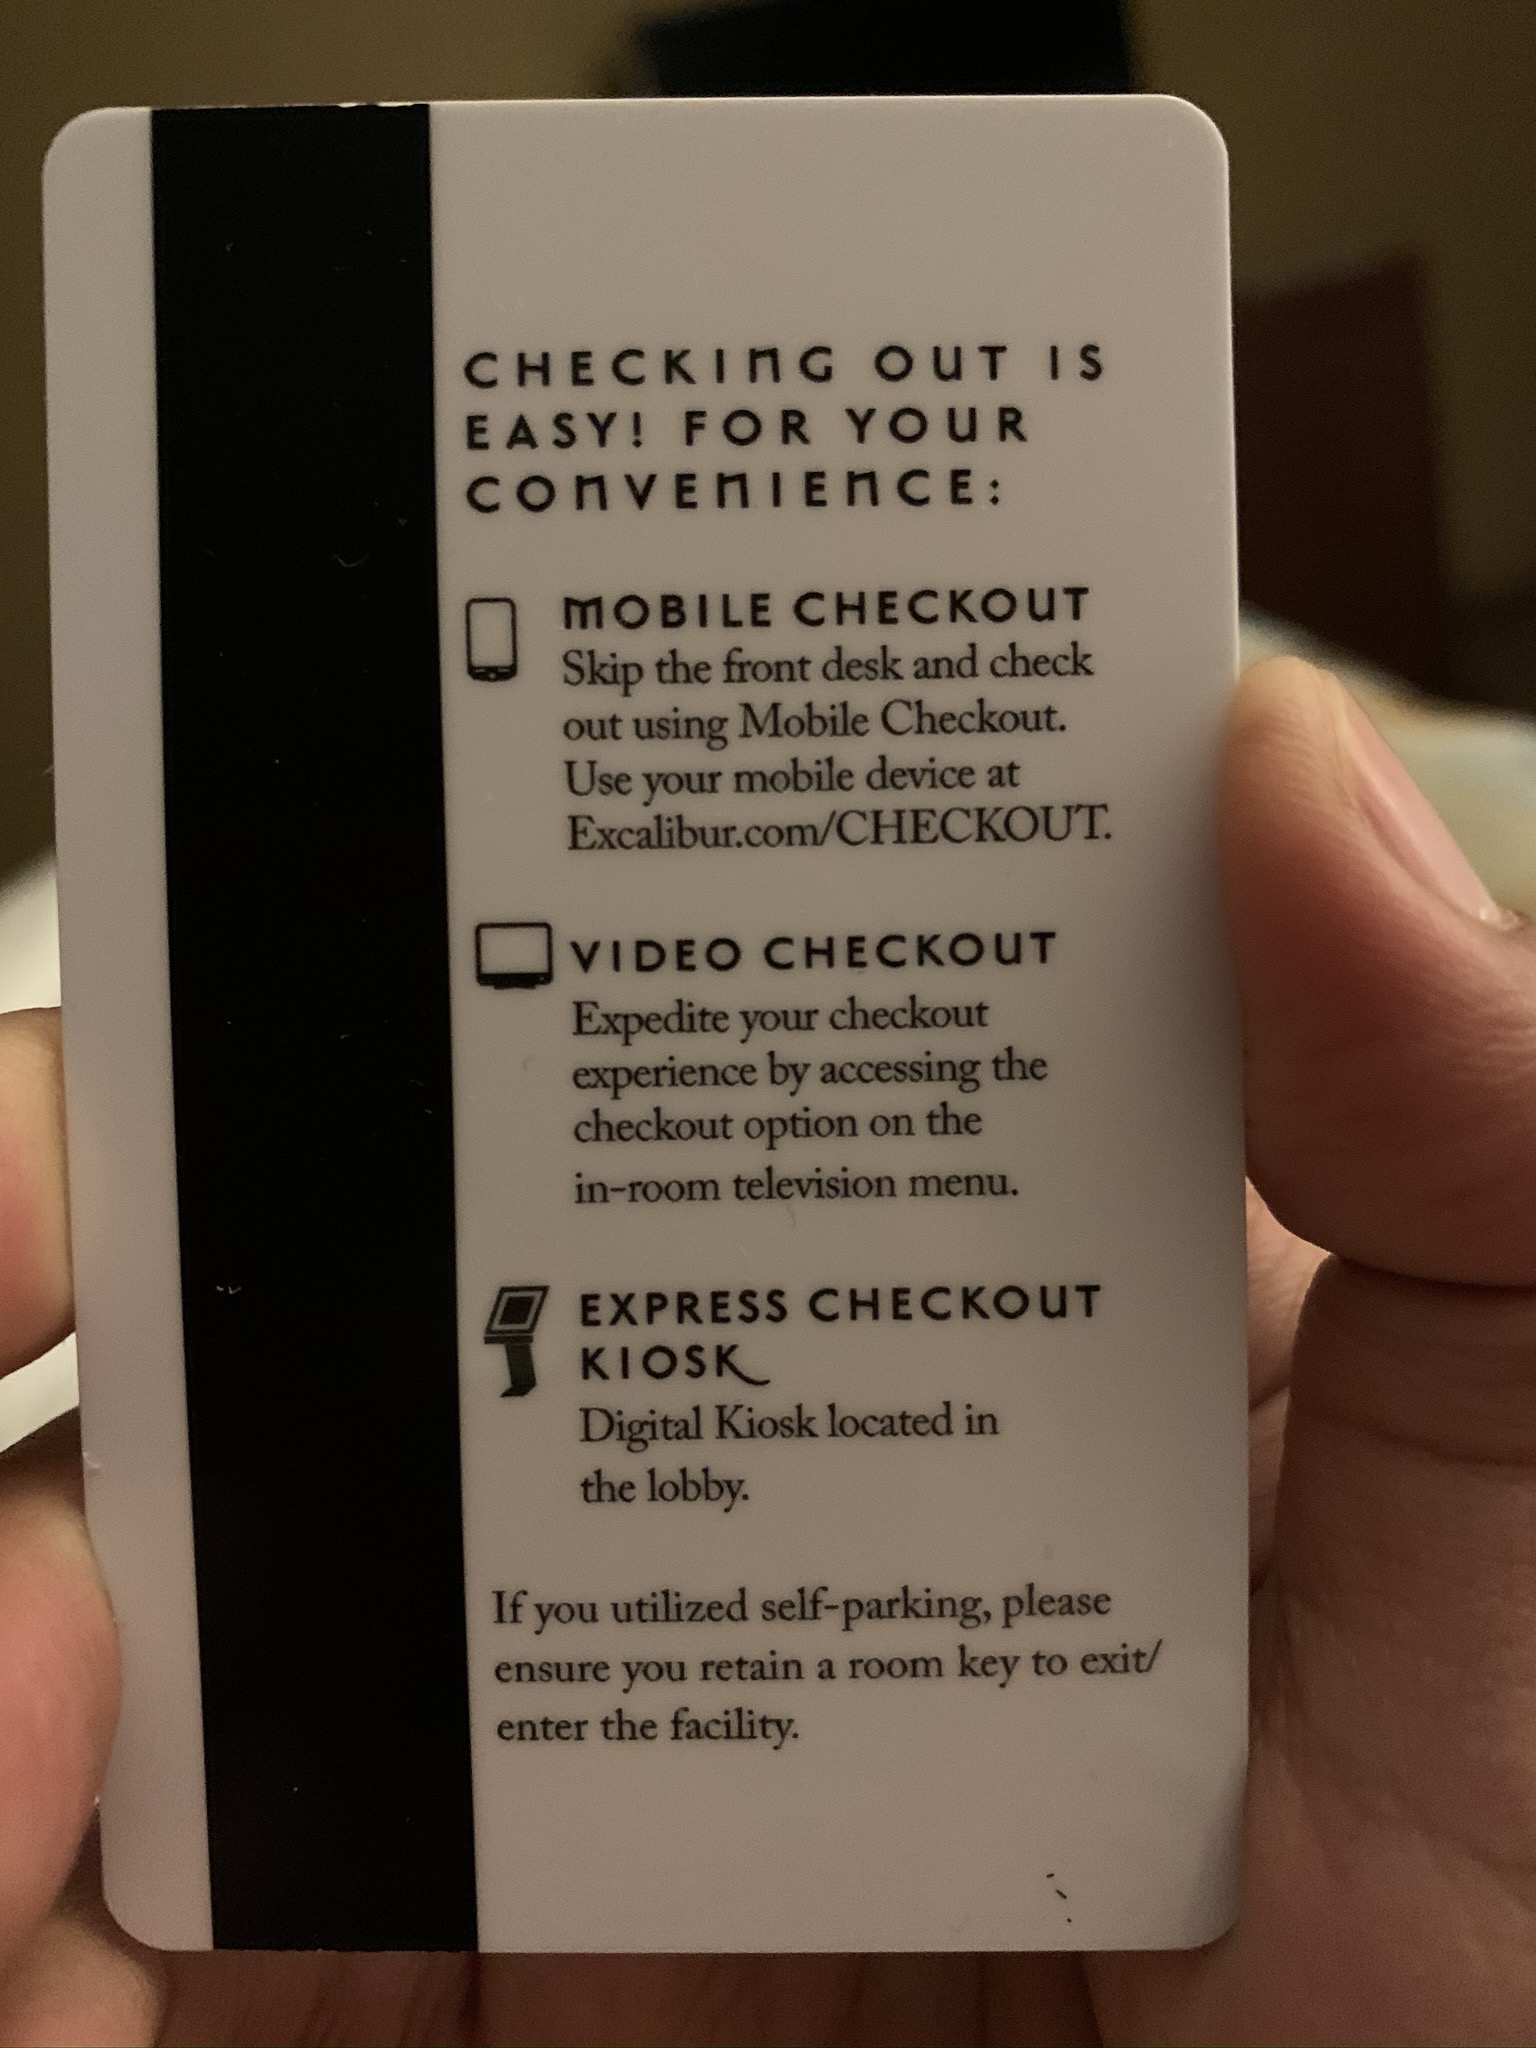 CHECKING OUT IS
EASY! FOR YOUR
CONVENIENCE:
MOBILE CHECKOUT
Skip the front desk and check
out using Mobile Checkout.
Use your mobile device at
Excalibur.com/CHECKOUT.
VIDEO CHECKOUT
Expedite your checkout
experience by accessing the
checkout option on the
in-room television menu.
EXPRESS CHECKOUT
KIOSK
Digital Kiosk located in
the lobby.
If you utilized self-parking, please
ensure you retain a room key to exit/
enter the facility.